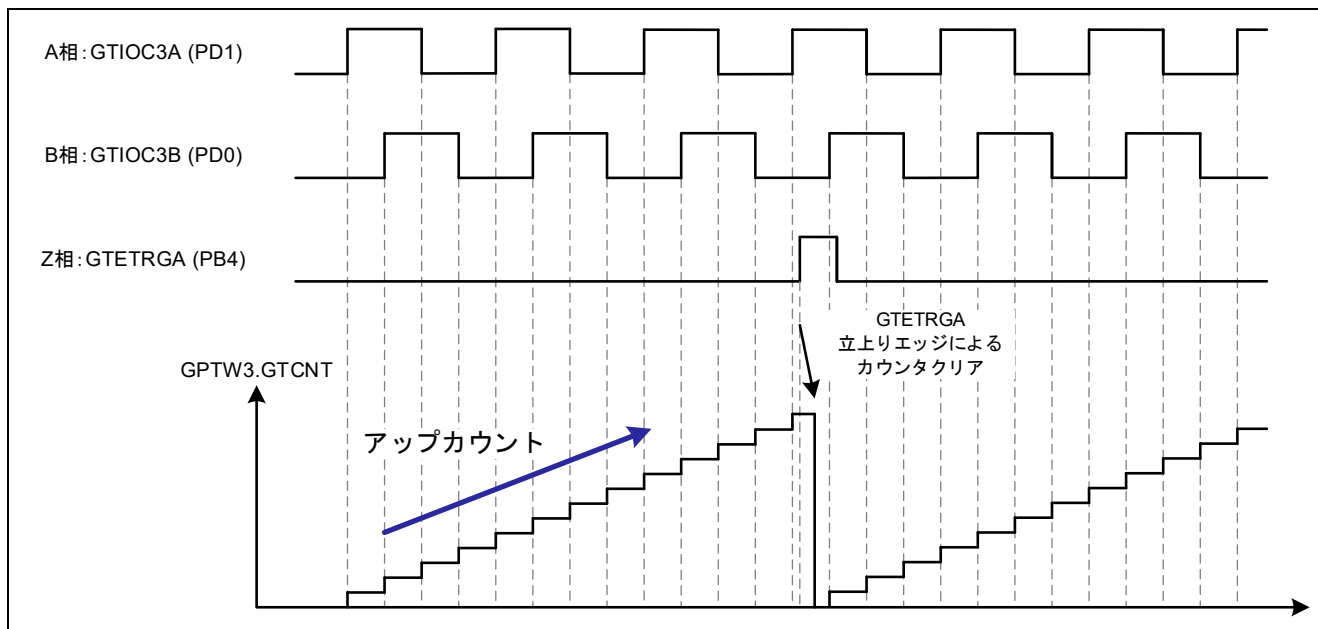 A相：GTIOC3A (PD1)
B相：GTIOC3B (PD0)
Z相：GTETRGA (PB4)
GTETRGA
立上りエッジによる
カウンタクリア
GPTW3.GTCNT
アップカウント